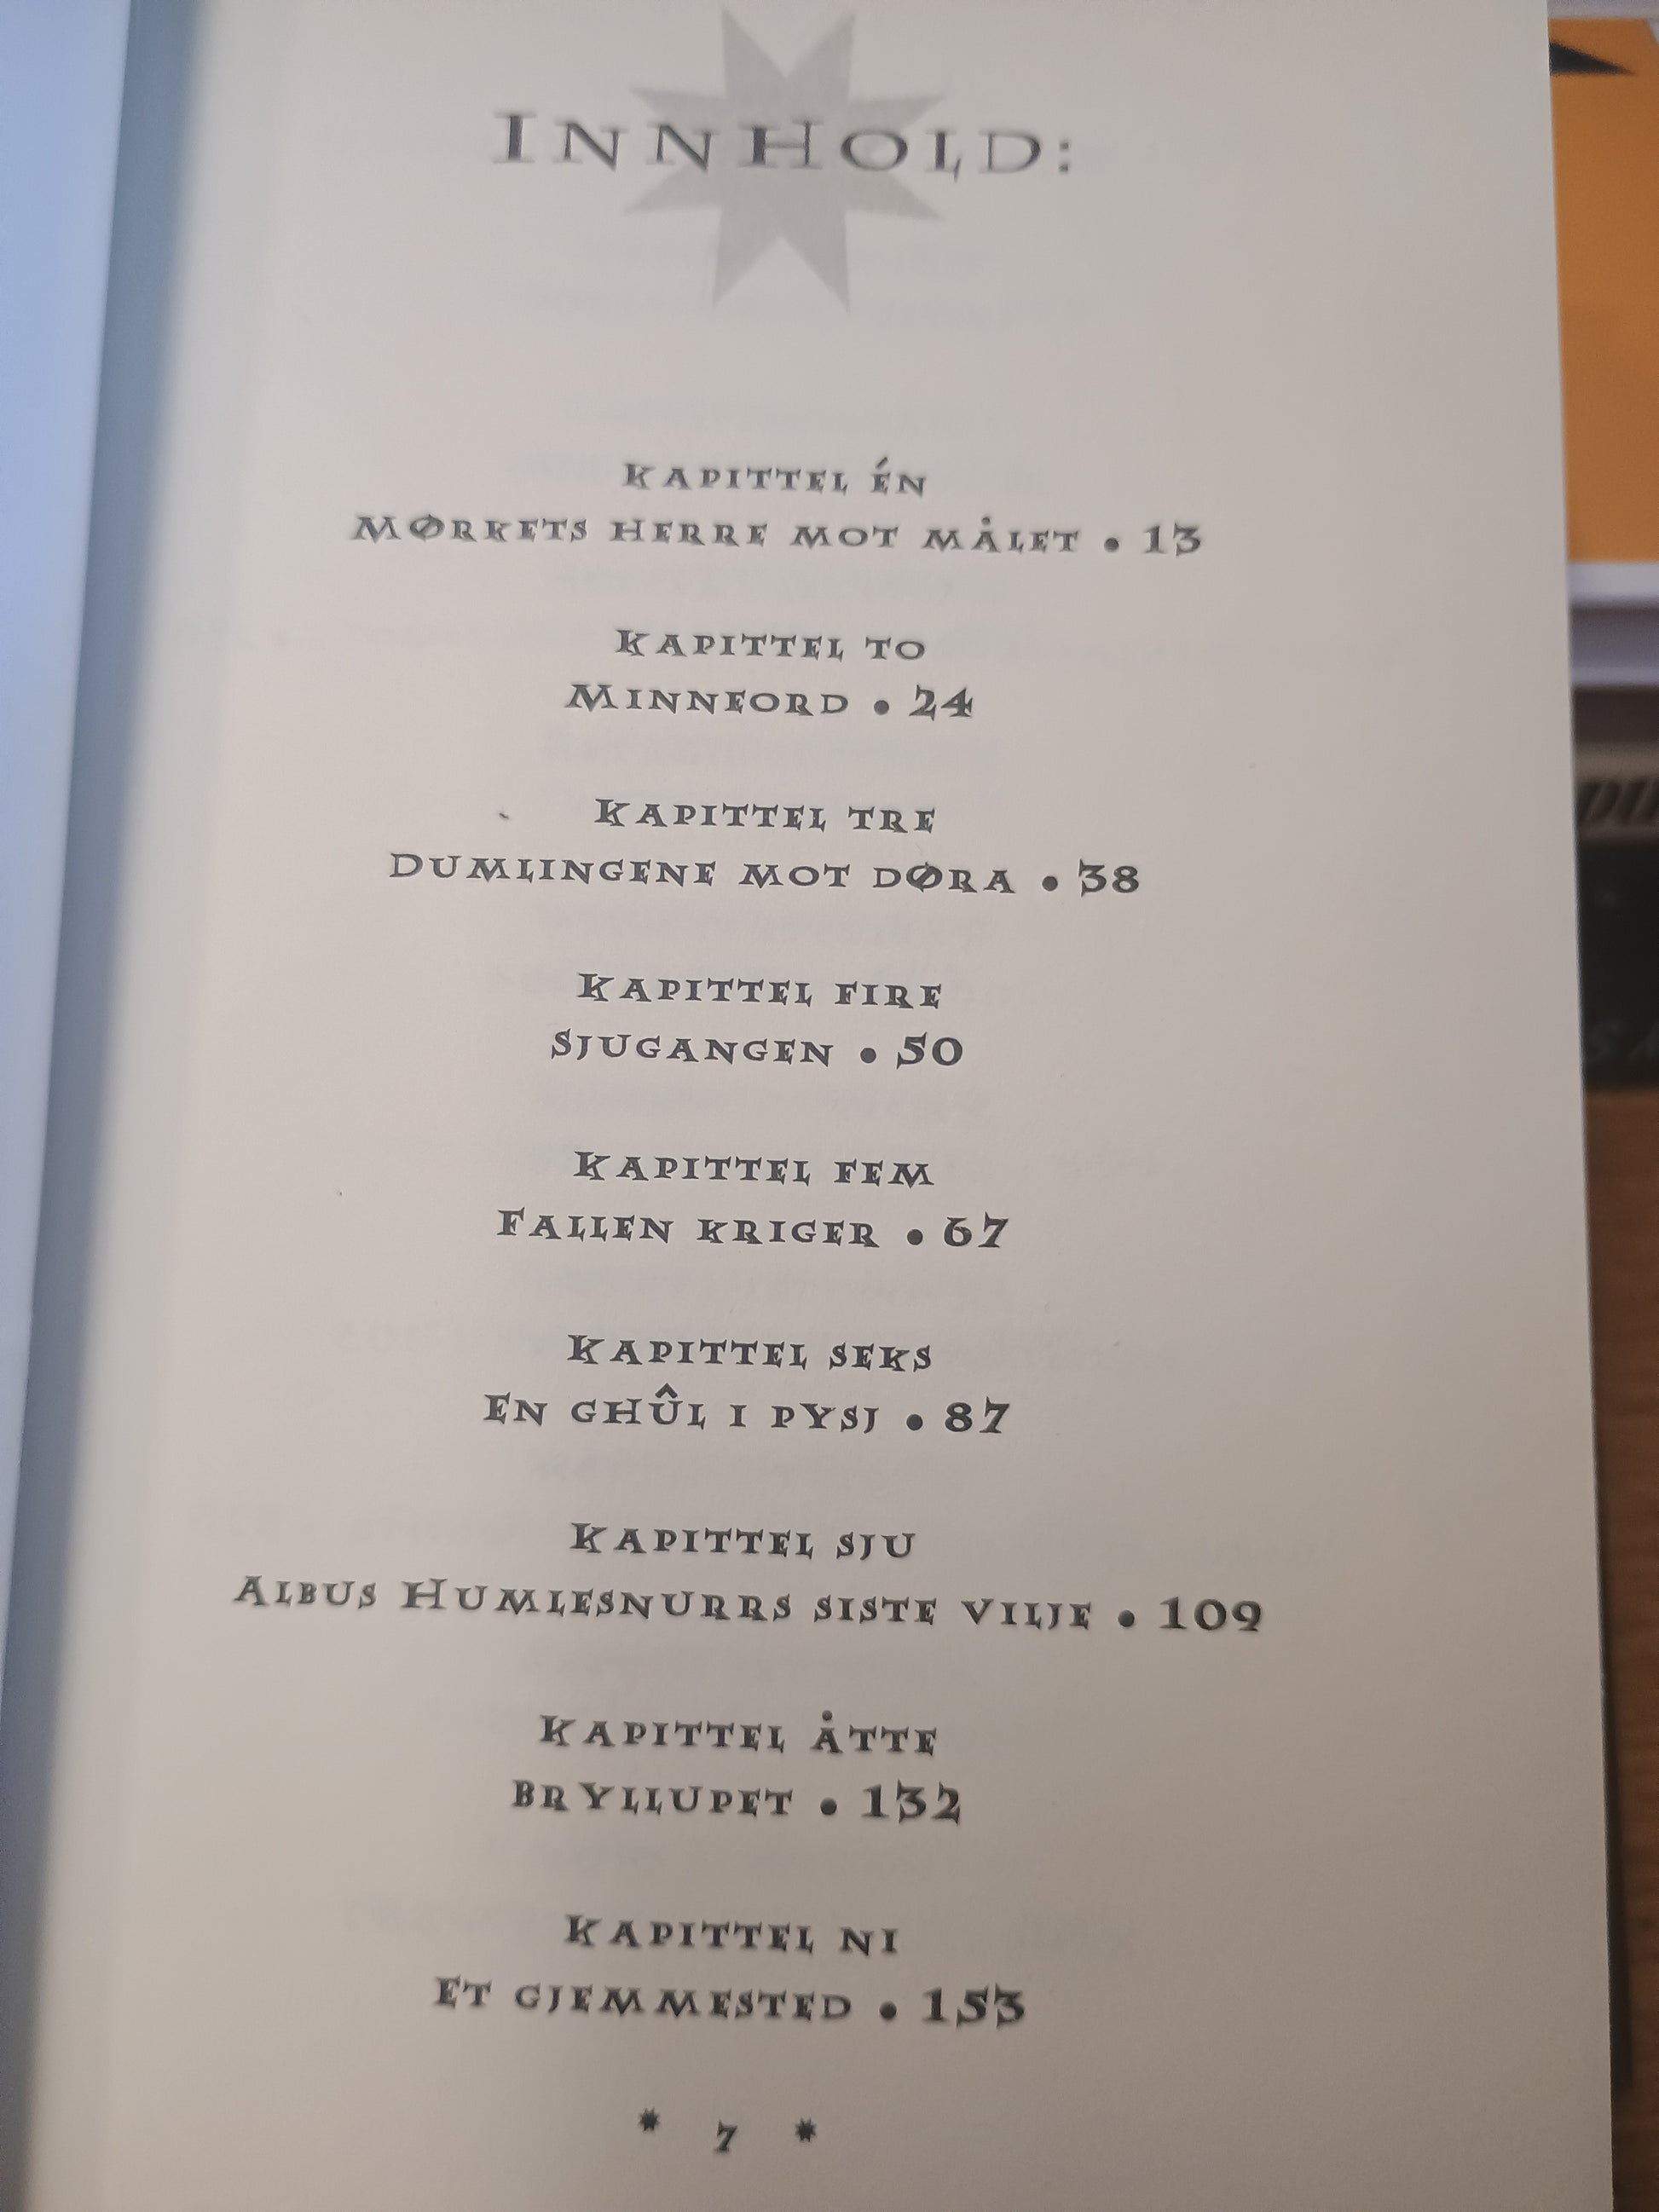 INNHOLD:
KAPITTEL ÉN
MØRKETS HERRE MOT MÅLET • 13
KAPITTEL TO
MINNEORD • 24
KAPITTEL TRE
DUMLINGENE MOT DØRA • 38
KAPITTEL FIRE
SJUGANGEN • 50
KAPITTEL FEM
FALLEN KRIGER • 67
KAPITTEL SEKS
EN GHÛL I PYSJ • 87
KAPITTEL SJU
ALBUS HUMLESNURRS SISTE VILJE • 109
KAPITTEL ÅTTE
BRYLLUPET • 132
KAPITTEL NI
ET GJEMMESTED • 153
* 7 *